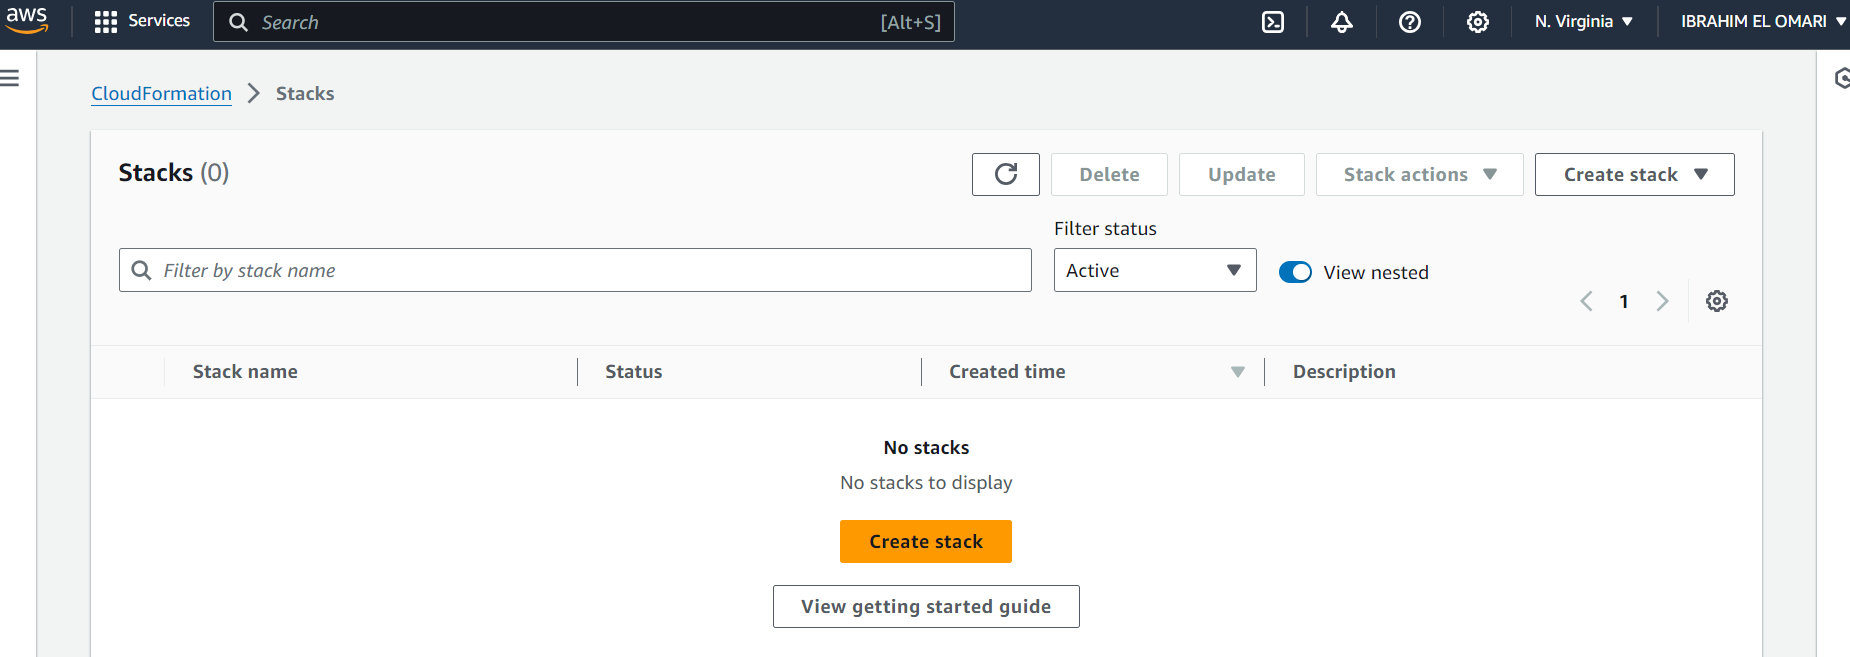 aws Services Search [Alt+S] N. Virginia IBRAHIM EL OMARI
CloudFormation Stacks
Stacks (0) Delete Update Stack actions Create stack
Filter status
Filter by stack name Active View nested
1
Stack name Status Created time Description
No stacks
No stacks to display
Create stack
View getting started guide